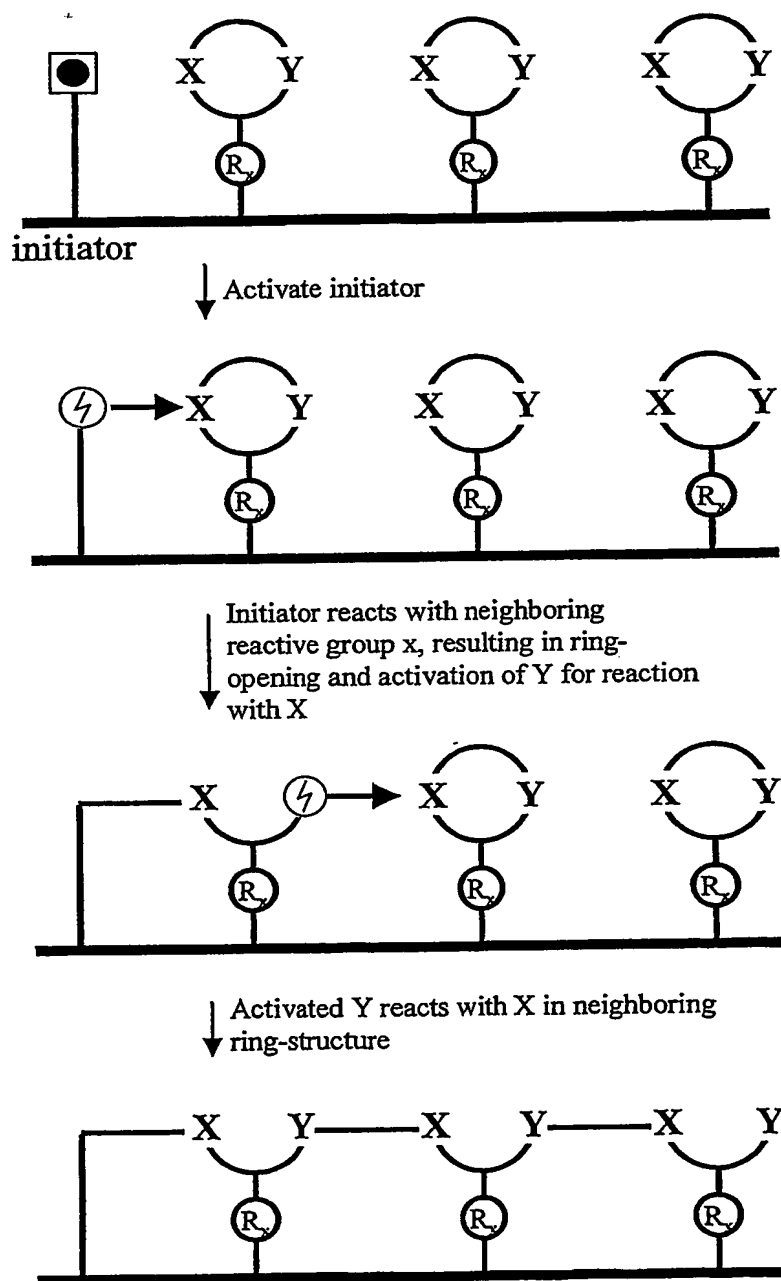 X Y X Y X Y
Rx Rx Rx
initiator
Activate initiator
X Y X Y X Y
Rx Rx Rx
Initiator reacts with neighboring
reactive group x, resulting in ring-
opening and activation of Y for reaction
with X
X X Y X Y
Rx Rx Rx
Activated Y reacts with X in neighboring
ring-structure
X Y X Y X Y
Rx Rx Rx